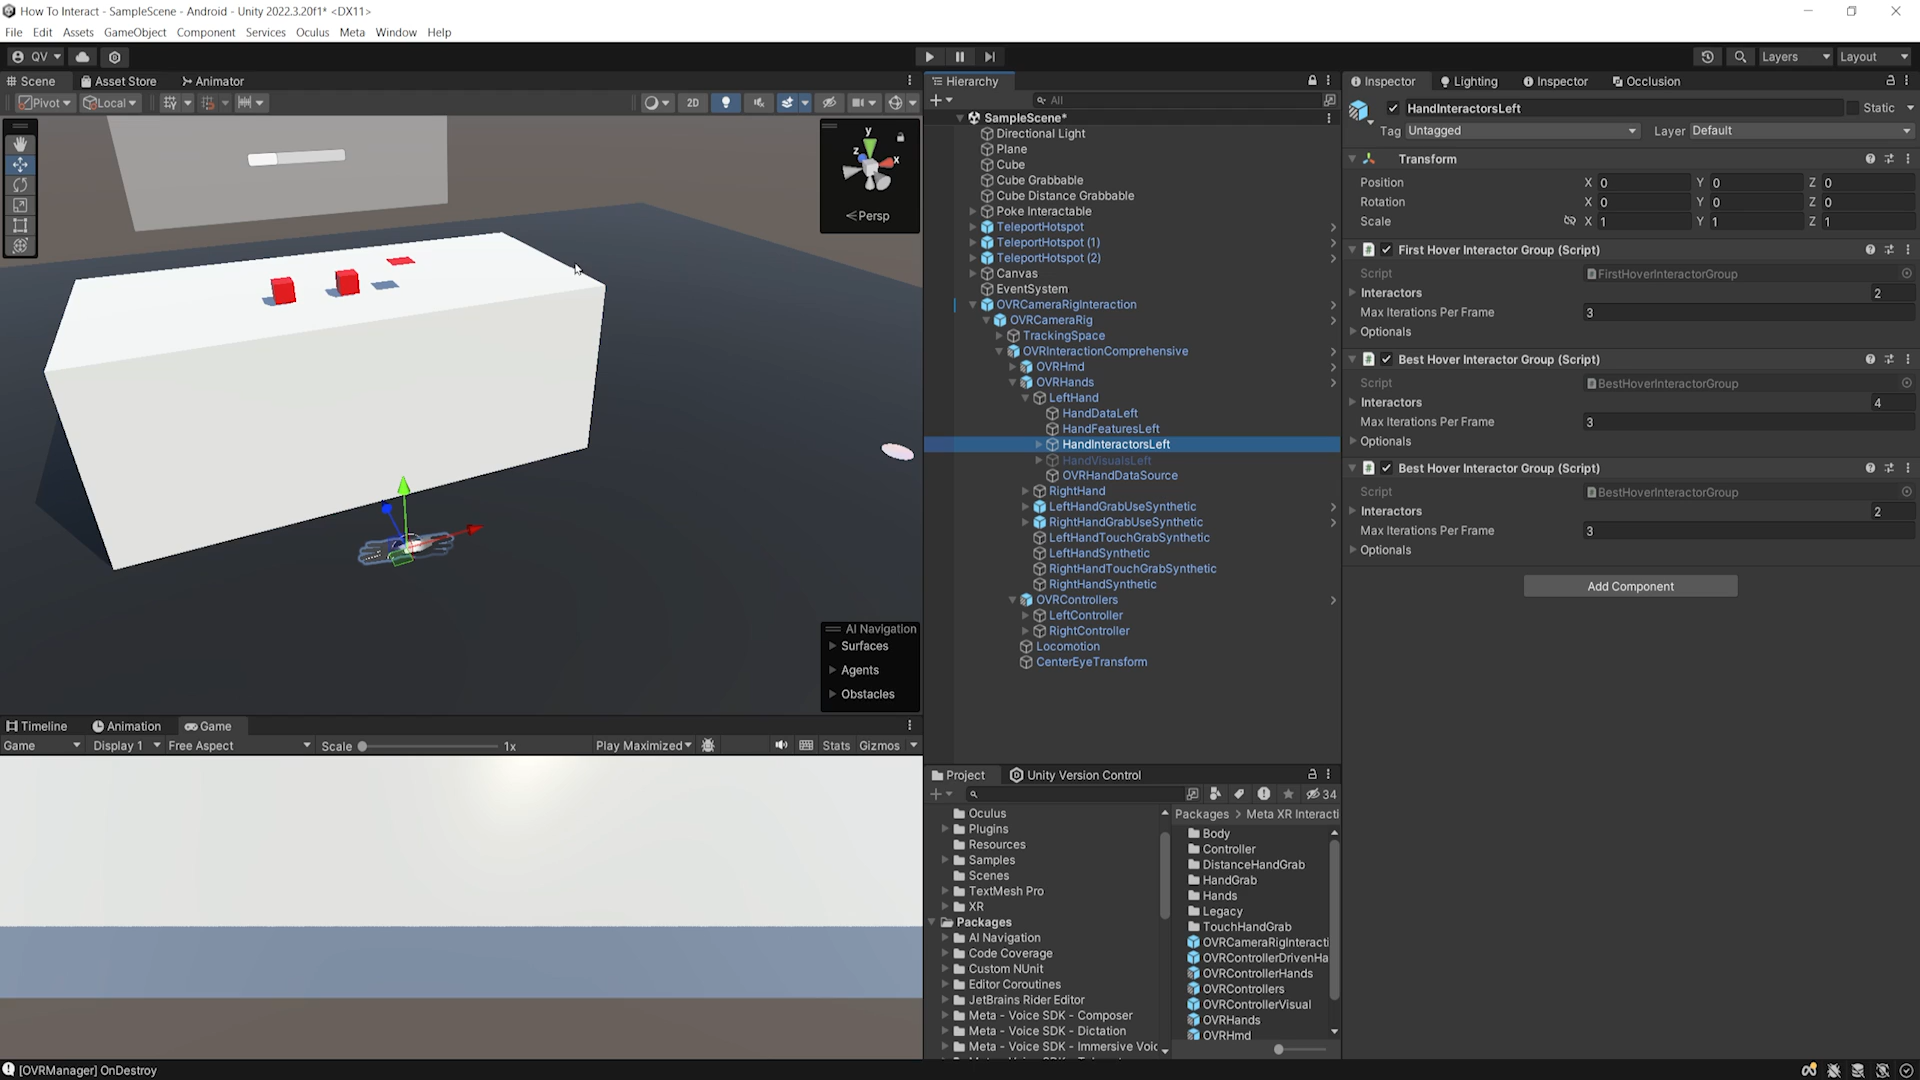 How To Interact - SampleScene - Android - Unity 2022.3.20f1* <DX11>
File Edit Assets GameObject Component Services Oculus Meta Window Help
QV Layers Layout
Scene Asset Store Animator
Pivot Local 2D
y
z x
Persp
AI Navigation
Surfaces
Agents
Obstacles
Timeline Animation Game
Game Display 1 Free Aspect Scale 1x Play Maximized Stats Gizmos
Hierarchy
All
SampleScene*
Directional Light
Plane
Cube
Cube Grabbable
Cube Distance Grabbable
Poke Interactable
TeleportHotspot
TeleportHotspot (1)
TeleportHotspot (2)
Canvas
EventSystem
OVRCameraRigInteraction
OVRCameraRig
TrackingSpace
OVRInteractionComprehensive
OVRHmd
OVRHands
LeftHand
HandDataLeft
HandFeaturesLeft
HandInteractorsLeft
HandVisualsLeft
OVRHandDataSource
RightHand
LeftHandGrabUseSynthetic
RightHandGrabUseSynthetic
LeftHandTouchGrabSynthetic
LeftHandSynthetic
RightHandTouchGrabSynthetic
RightHandSynthetic
OVRControllers
LeftController
RightController
Locomotion
CenterEyeTransform
Project Unity Version Control
34
Oculus
Plugins
Resources
Samples
Scenes
TextMesh Pro
XR
Packages
AI Navigation
Code Coverage
Custom NUnit
Editor Coroutines
JetBrains Rider Editor
Meta - Voice SDK - Composer
Meta - Voice SDK - Dictation
Meta - Voice SDK - Immersive Voic
Packages > Meta XR Interacti
Body
Controller
DistanceHandGrab
HandGrab
Hands
Legacy
TouchHandGrab
OVRCameraRigInteracti
OVRControllerDrivenHa
OVRControllerHands
OVRControllers
OVRControllerVisual
OVRHands
OVRHmd
Inspector Lighting Inspector Occlusion
HandInteractorsLeft Static
Tag Untagged Layer Default
Transform
Position X 0 Y 0 Z 0
Rotation X 0 Y 0 Z 0
Scale X 1 Y 1 Z 1
First Hover Interactor Group (Script)
Script FirstHoverInteractorGroup
Interactors 2
Max Iterations Per Frame 3
Optionals
Best Hover Interactor Group (Script)
Script BestHoverInteractorGroup
Interactors 4
Max Iterations Per Frame 3
Optionals
Best Hover Interactor Group (Script)
Script BestHoverInteractorGroup
Interactors 2
Max Iterations Per Frame 3
Optionals
Add Component
[OVRManager] OnDestroy